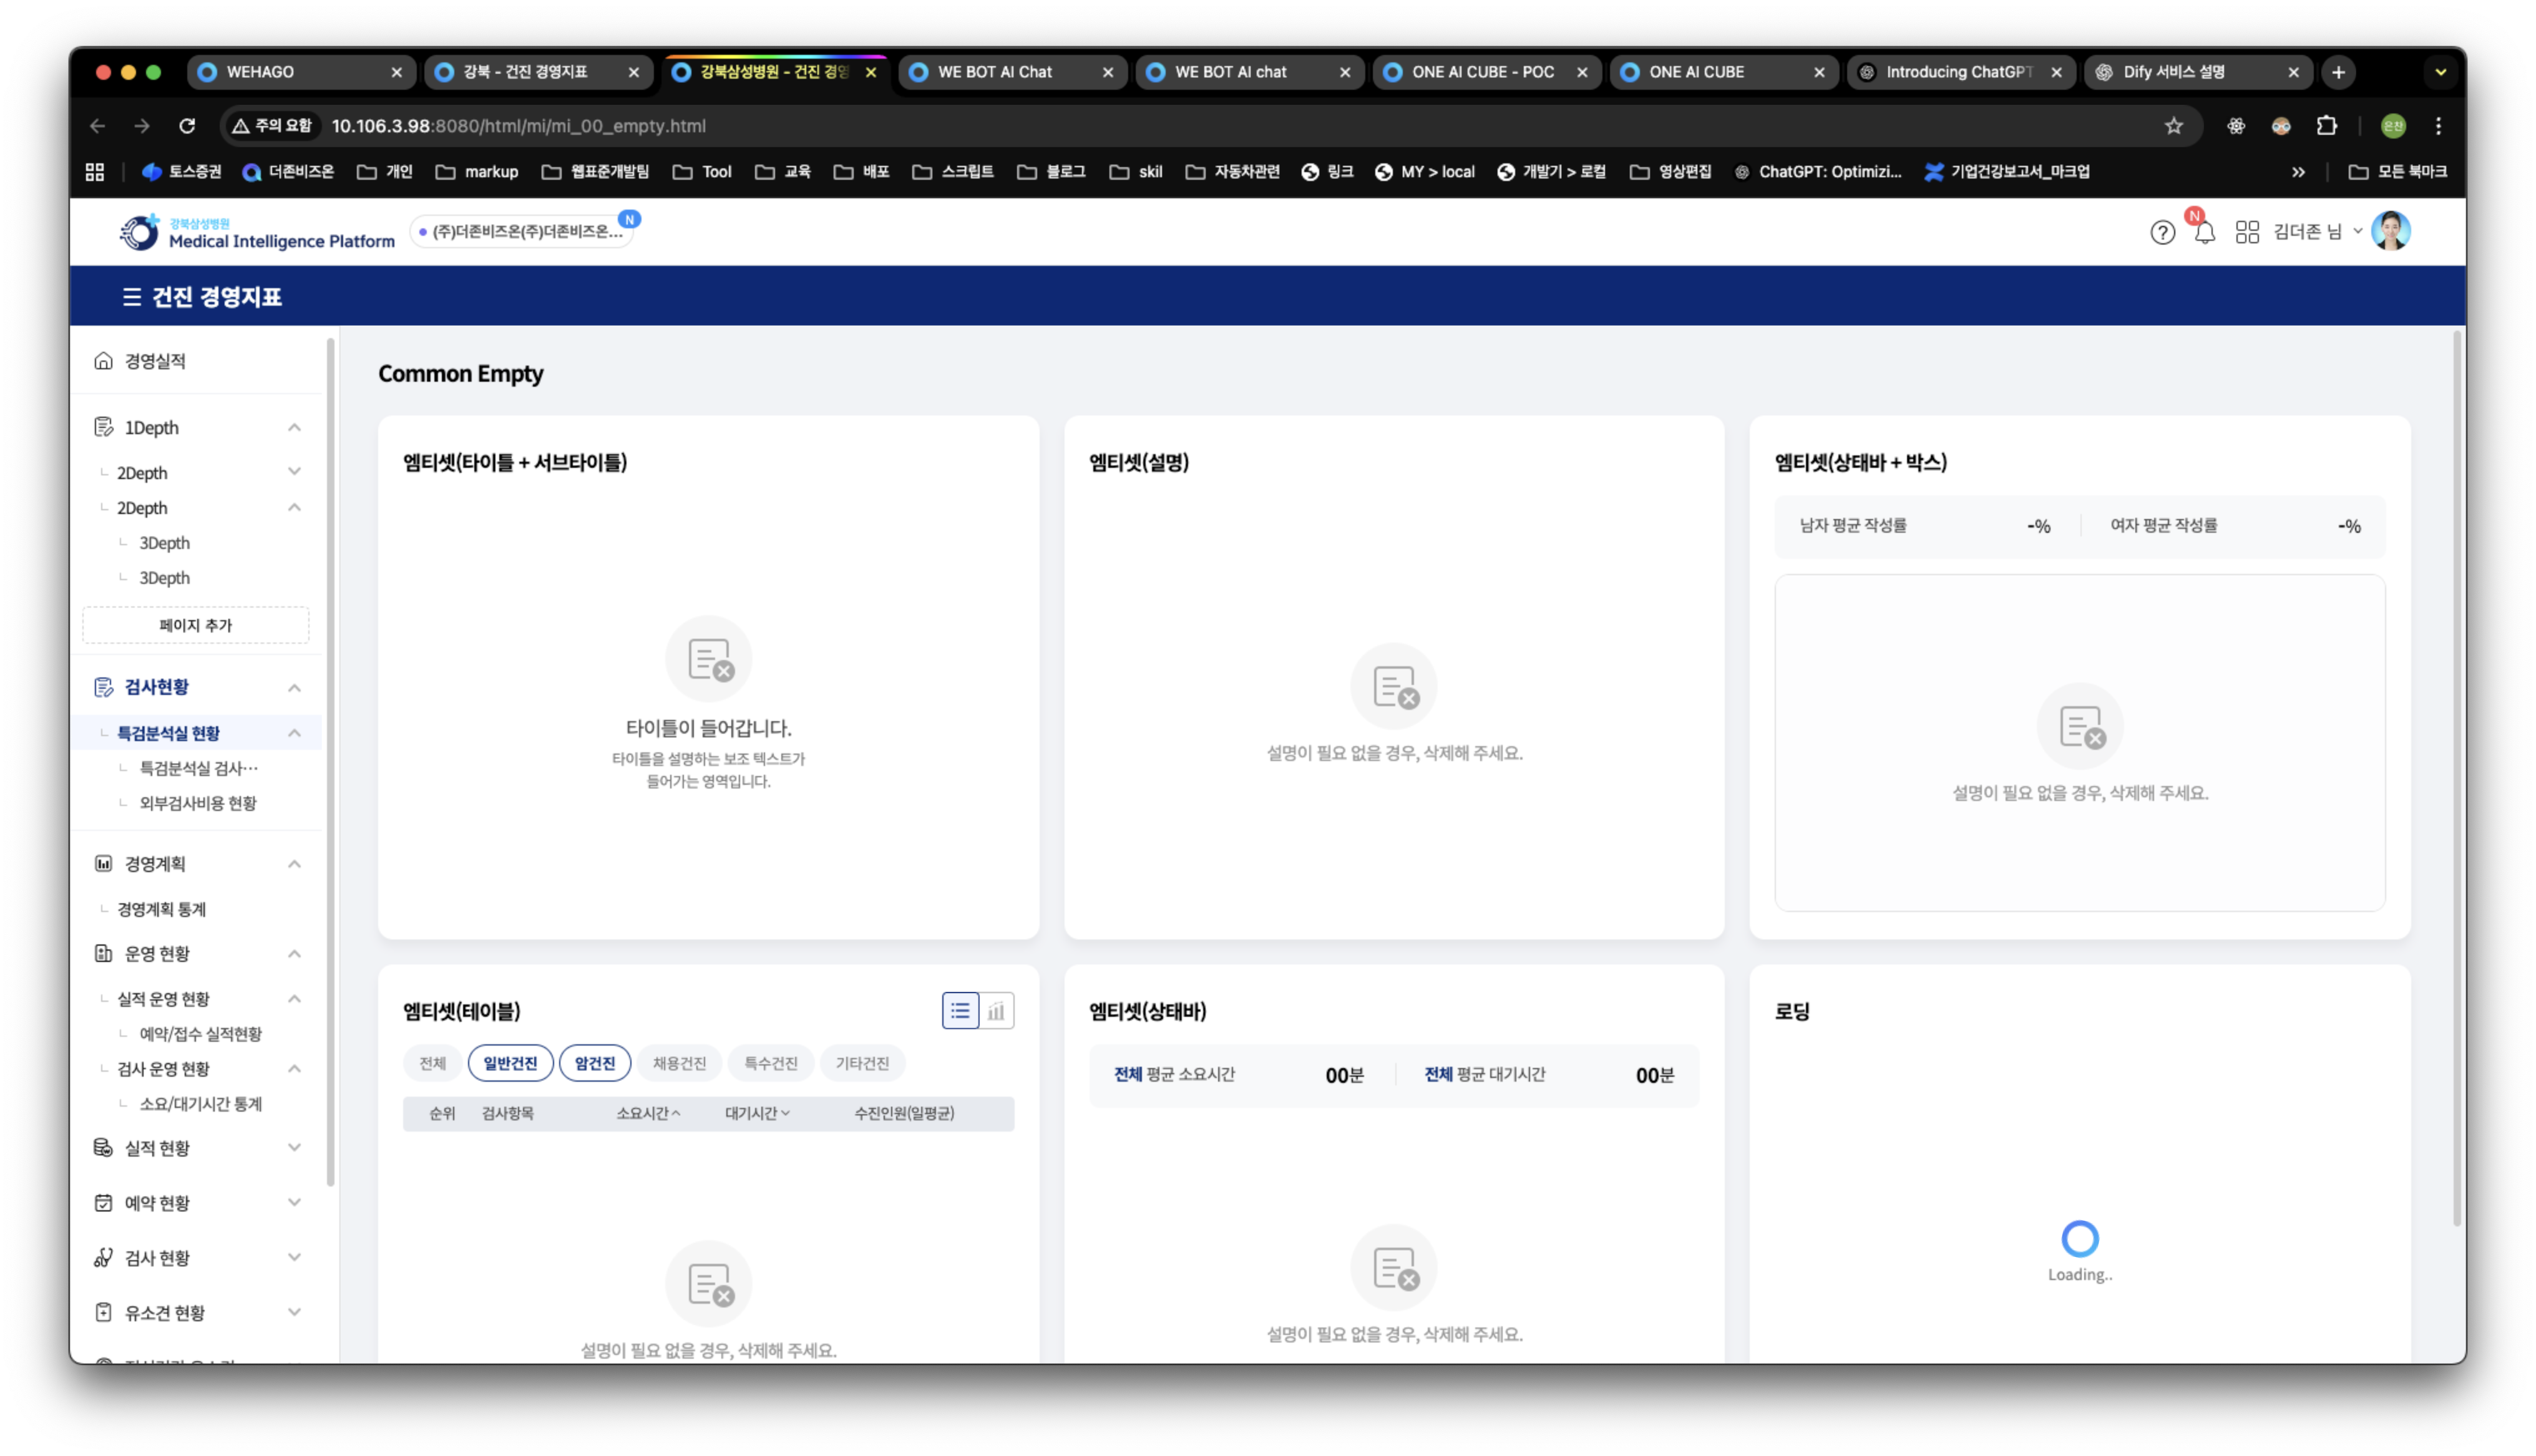 WEHAGO
강북 - 건진 경영지표
강북삼성병원 - 건진 경영
WE BOT AI Chat
WE BOT AI chat
ONE AI CUBE - POC
ONE AI CUBE
Introducing ChatGPT
Dify 서비스 설명
주의 요함
10.106.3.98:8080/html/mi/mi_00_empty.html
은찬
토스증권
더존비즈온
개인
markup
웹표준개발팀
Tool
교육
배포
스크립트
블로그
skil
자동차관련
링크
MY > local
개발기 > 로컬
영상편집
ChatGPT: Optimizi...
기업건강보고서_마크업
모든 북마크
강북삼성병원
Medical Intelligence Platform
(주)더존비즈온(주)더존비즈온...
N
N
김더존 님
건진 경영지표
경영실적
1Depth
2Depth
2Depth
3Depth
3Depth
페이지 추가
검사현황
특검분석실 현황
특검분석실 검사···
외부검사비용 현황
경영계획
경영계획 통계
운영 현황
실적 운영 현황
예약/접수 실적현황
검사 운영 현황
소요/대기시간 통계
실적 현황
예약 현황
검사 현황
유소견 현황
Common Empty
엠티셋(타이틀 + 서브타이틀)
타이틀이 들어갑니다.
타이틀을 설명하는 보조 텍스트가
들어가는 영역입니다.
엠티셋(설명)
설명이 필요 없을 경우, 삭제해 주세요.
엠티셋(상태바 + 박스)
남자 평균 작성률 -%
여자 평균 작성률 -%
설명이 필요 없을 경우, 삭제해 주세요.
엠티셋(테이블)
전체 일반건진 암건진 채용건진 특수건진 기타건진
순위 검사항목 소요시간 대기시간 수진인원(일평균)
설명이 필요 없을 경우, 삭제해 주세요.
엠티셋(상태바)
전체 평균 소요시간 00분
전체 평균 대기시간 00분
설명이 필요 없을 경우, 삭제해 주세요.
로딩
Loading..